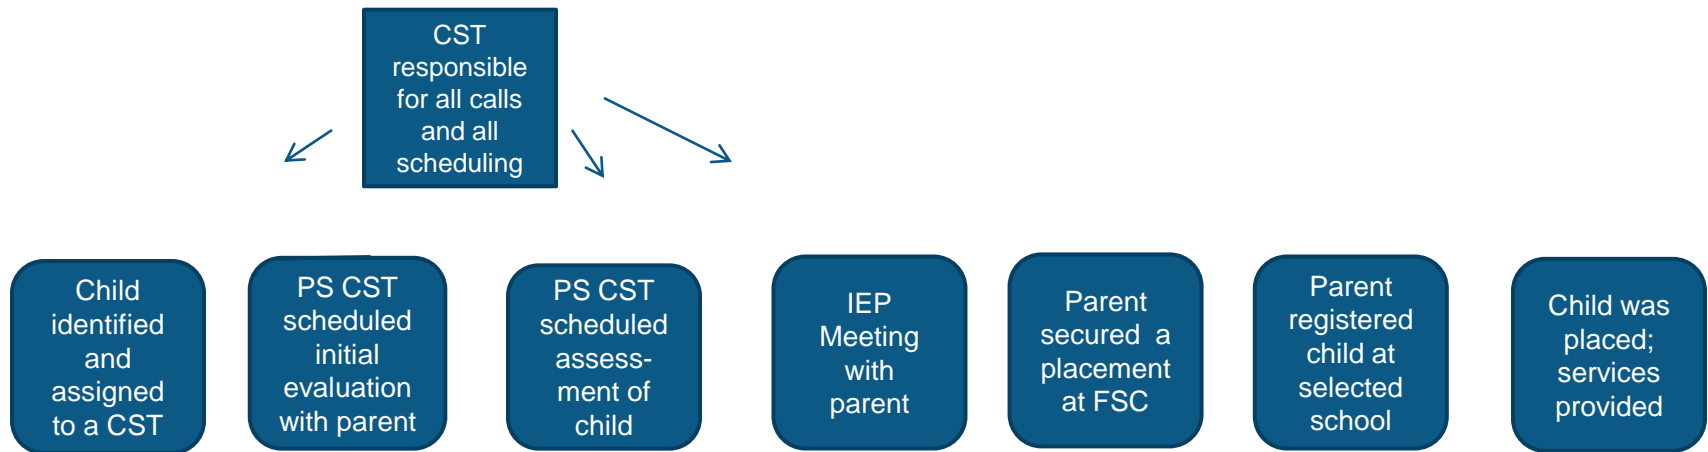 CST
responsible
for all calls
and all
scheduling
Child
identified
and
assigned
to a CST
PS CST
scheduled
initial
evaluation
with parent
PS CST
scheduled
assess-
ment of
child
IEP
Meeting
with
parent
Parent
secured a
placement
at FSC
Parent
registered
child at
selected
school
Child was
placed;
services
provided